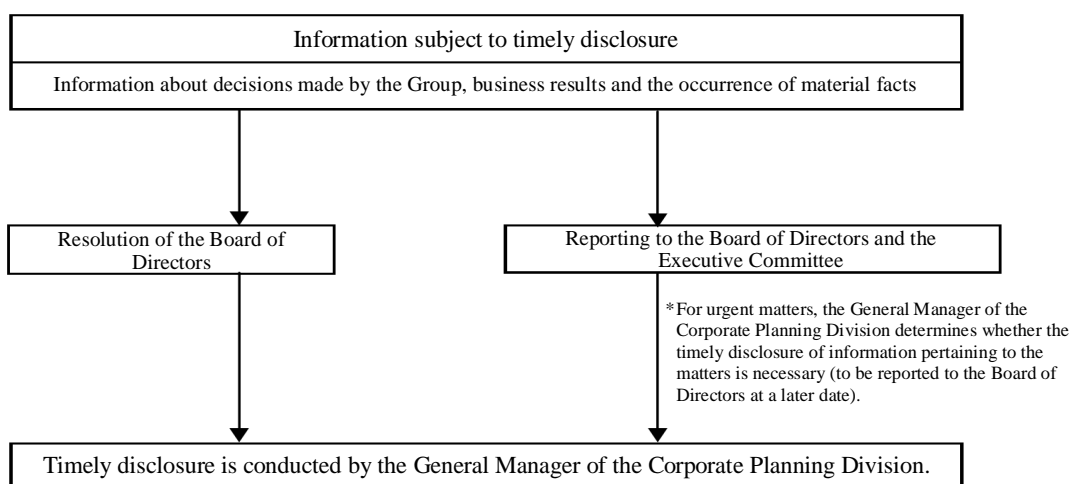 Information subject to timely disclosure
Information about decisions made by the Group, business results and the occurrence of material facts
Resolution of the Board of
Directors
Reporting to the Board of Directors and the
Executive Committee
*For urgent matters, the General Manager of the
Corporate Planning Division determines whether the
timely disclosure of information pertaining to the
matters is necessary (to be reported to the Board of
Directors at a later date).
Timely disclosure is conducted by the General Manager of the Corporate Planning Division.